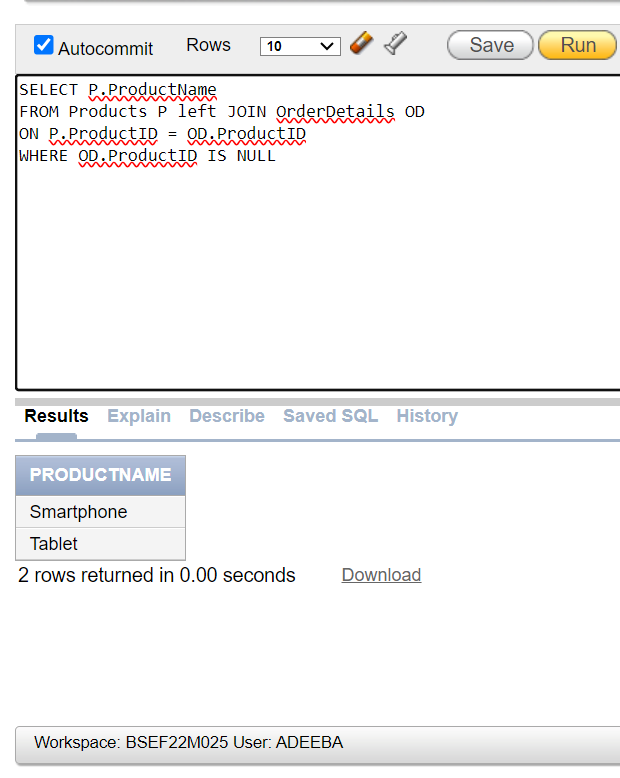 Autocommit Rows 10 Save Run
SELECT P.ProductName
FROM Products P left JOIN OrderDetails OD
ON P.ProductID = OD.ProductID
WHERE OD.ProductID IS NULL
Results Explain Describe Saved SQL History
PRODUCTNAME
Smartphone
Tablet
2 rows returned in 0.00 seconds Download
Workspace: BSEF22M025 User: ADEEBA